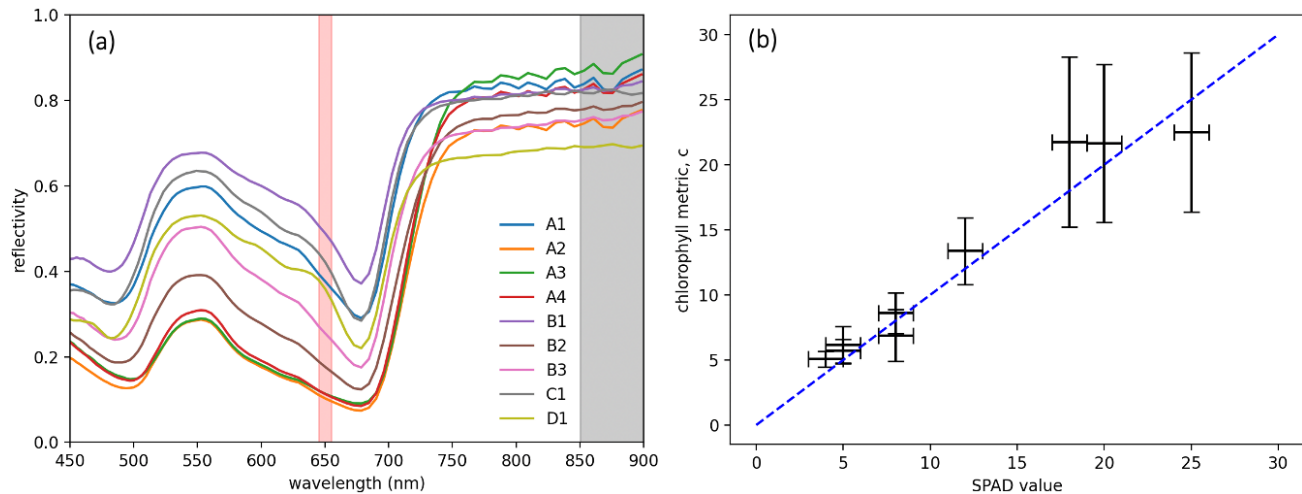 (a)
reflectivity
1.0
0.8
0.6
0.4
0.2
0.0
A1
A2
A3
A4
B1
B2
B3
C1
D1
450 500 550 600 650 700 750 800 850 900
wavelength (nm)
(b)
chlorophyll metric, c
30
25
20
15
10
5
0
0 5 10 15 20 25 30
SPAD value